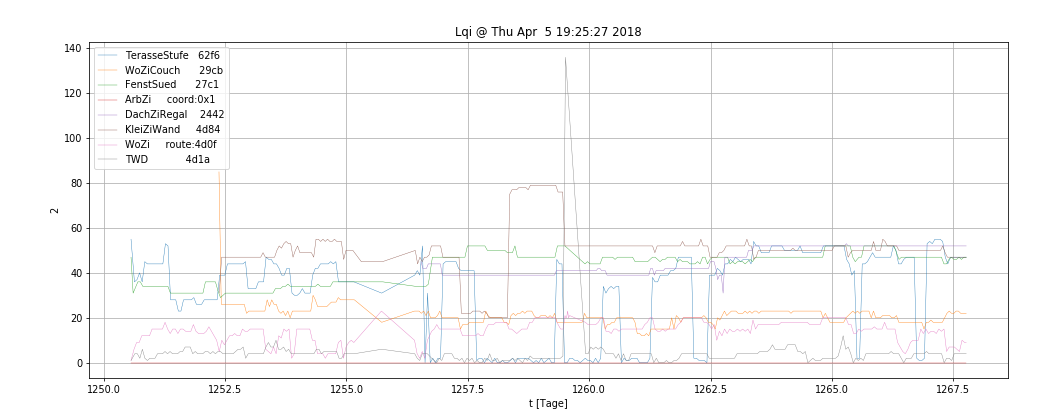 Lqi @ Thu Apr  5 19:25:27 2018
140
120
100
80
60
40
20
0
2
TerasseStufe   62f6
WoZiCouch      29cb
FenstSued      27c1
ArbZi     coord:0x1
DachZiRegal    2442
KleiZiWand     4d84
WoZi     route:4d0f
TWD            4d1a
1250.0 1252.5 1255.0 1257.5 1260.0 1262.5 1265.0 1267.5
t [Tage]